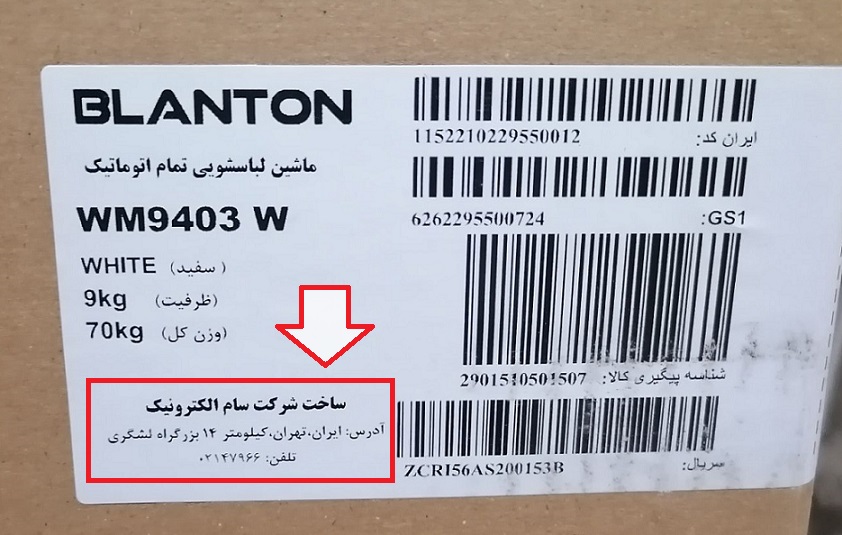 BLANTON
ماشین لباسشویی تمام اتوماتیک
WM9403 W
WHITE (سفید)
9kg (ظرفیت)
70kg (وزن کل)
ساخت شرکت سام الکترونیک
آدرس: ایران،تهران،کیلومتر ۱۴ بزرگراه لشگری
تلفن: ۰۲۱۴۷۹۶۶
ایران کد: 1152210229550012
GS1: 6262295500724
شناسه پیگیری کالا: 2901510501507
سریال: ZCRI56AS200153B